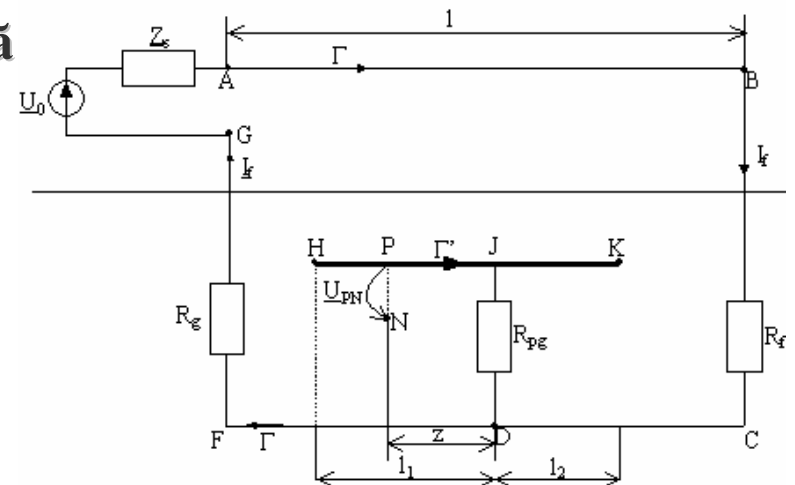 ă
l
Z_s
Γ
A
B
U_0
G
I_f
I_f
H
P
Γ'
J
K
U_PN
N
R_g
R_pg
R_f
F
Γ
z
D
C
l_1
l_2